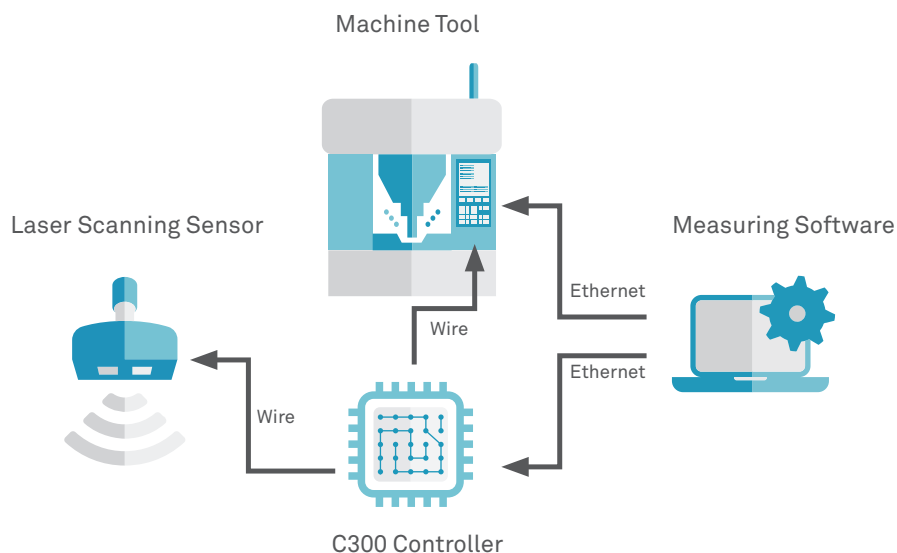 Machine Tool
Laser Scanning Sensor
Measuring Software
Ethernet
Wire
Ethernet
Wire
C300 Controller